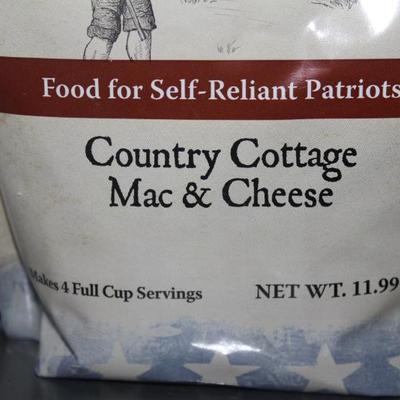 Food for Self-Reliant Patriots
Country Cottage
Mac & Cheese
Makes 4 Full Cup Servings
NET WT. 11.99